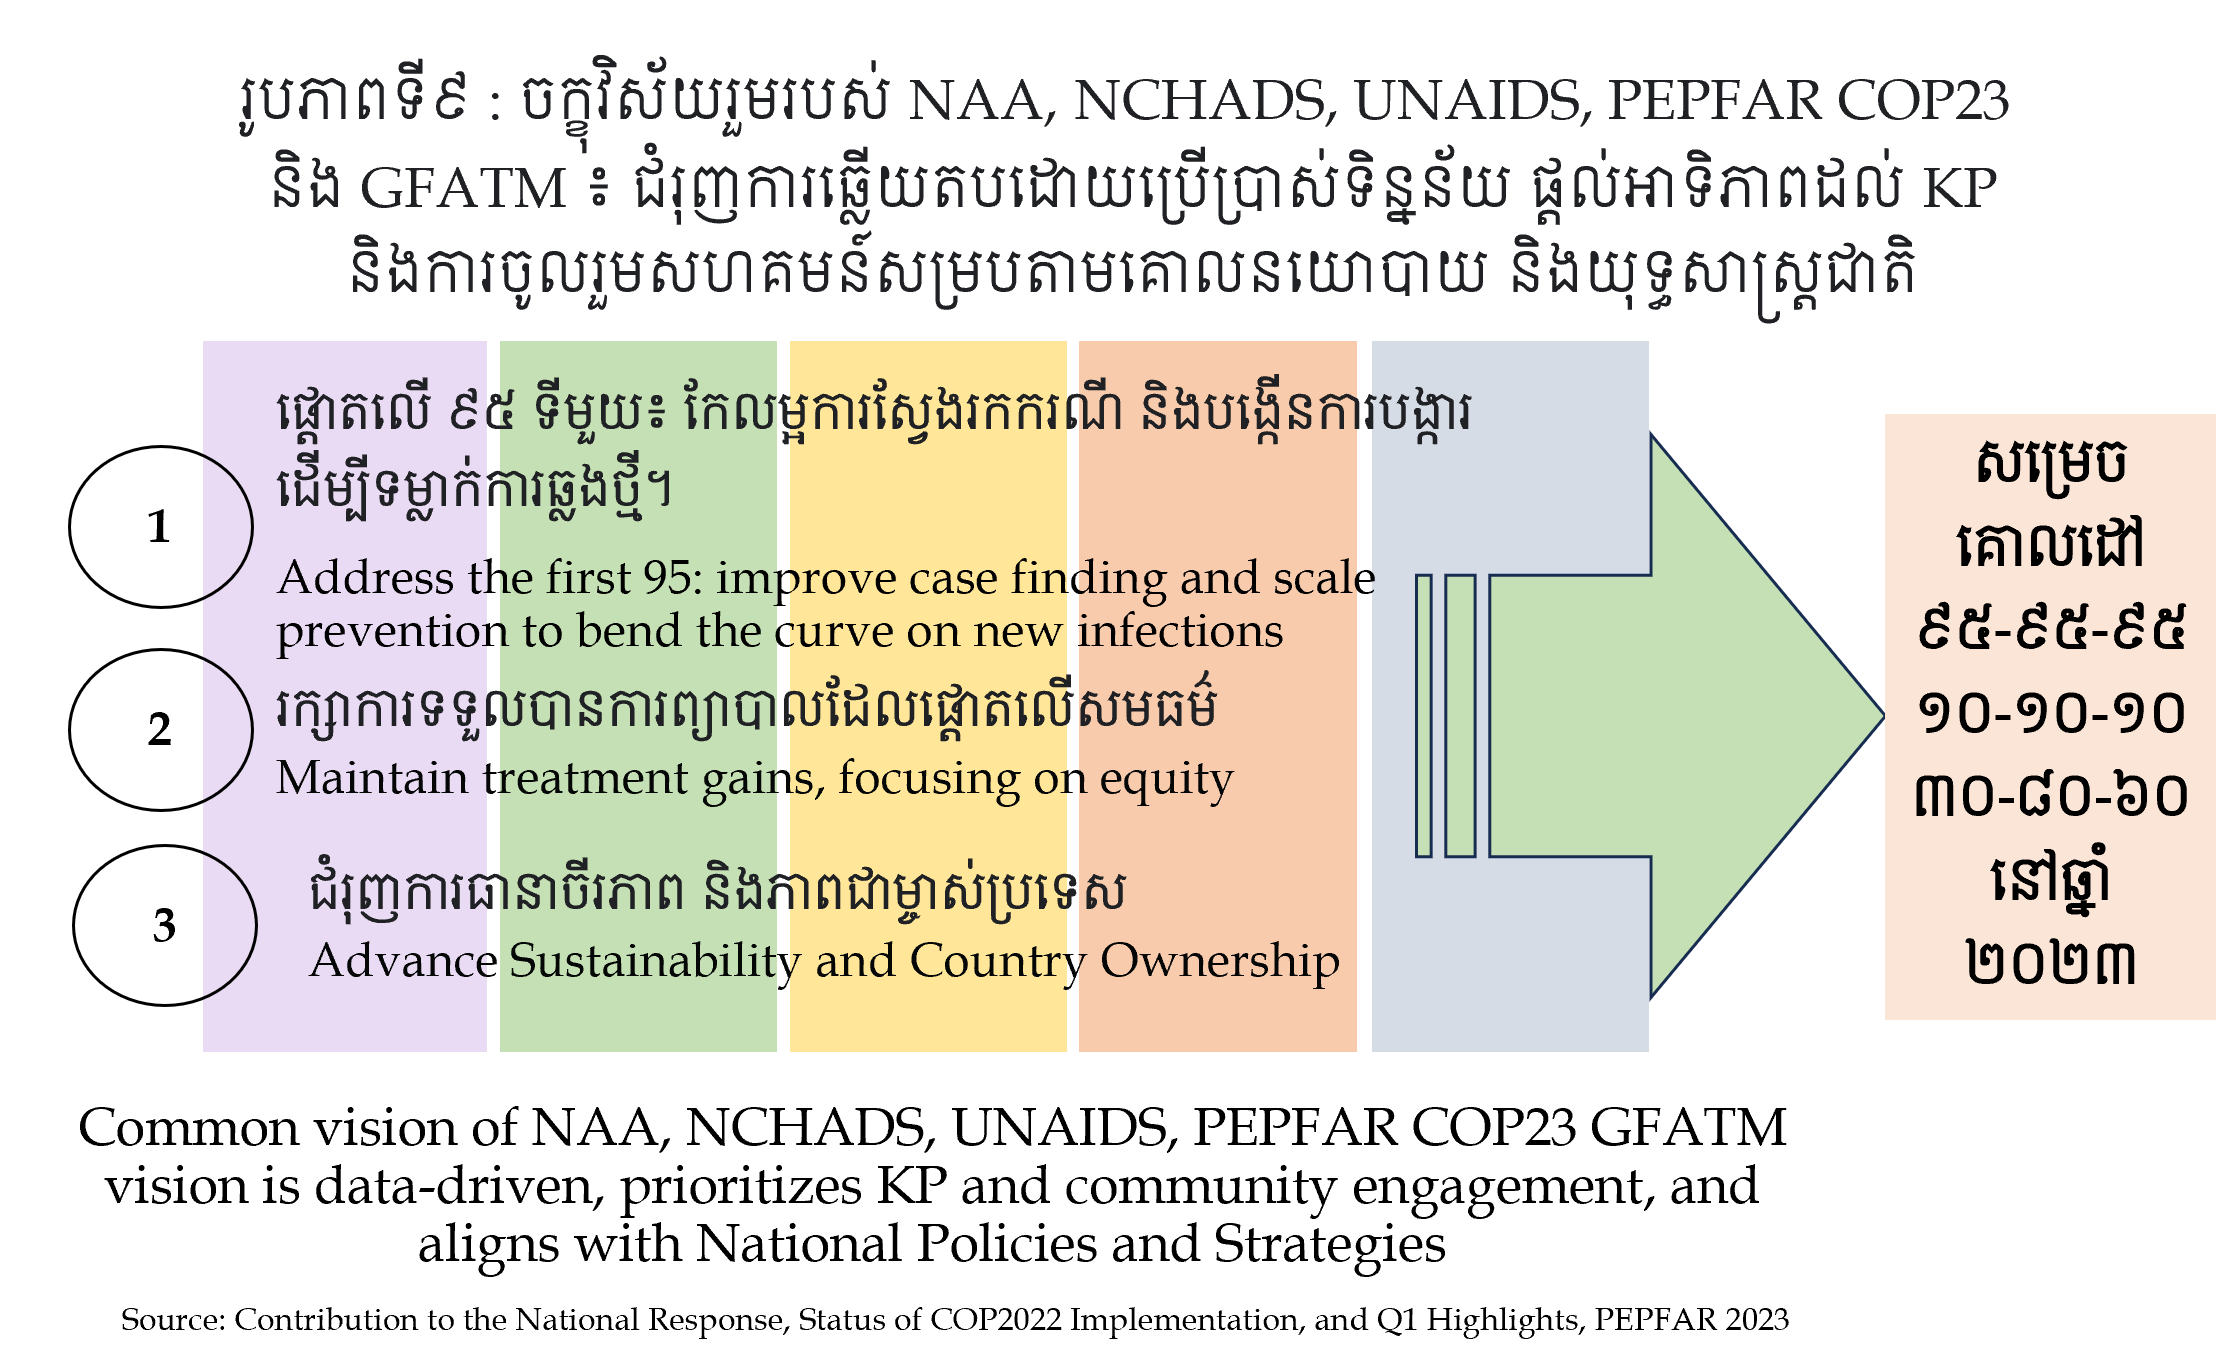 រូបភាពទី៩ : ចក្ខុវិស័យរួមរបស់ NAA, NCHADS, UNAIDS, PEPFAR COP23
និង GFATM ៖ ជំរុញការឆ្លើយតបដោយប្រើប្រាស់ទិន្នន័យ ផ្តល់អាទិភាពដល់ KP
និងការចូលរួមសហគមន៍សម្របតាមគោលនយោបាយ និងយុទ្ធសាស្ត្រជាតិ
1
ផ្តោតលើ ៩៥ ទីមួយ៖ កែលម្អការស្វែងរកករណី និងបង្កើនការបង្ការ
ដើម្បីទម្លាក់ការឆ្លងថ្មី។
Address the first 95: improve case finding and scale
prevention to bend the curve on new infections
2
រក្សាការទទួលបានការព្យាបាលដែលផ្តោតលើសមធម៌
Maintain treatment gains, focusing on equity
3
ជំរុញការធានាចីរភាព និងភាពជាម្ចាស់ប្រទេស
Advance Sustainability and Country Ownership
សម្រេច
គោលដៅ
៩៥-៩៥-៩៥
១០-១០-១០
៣០-៨០-៦០
នៅឆ្នាំ
២០២៣
Common vision of NAA, NCHADS, UNAIDS, PEPFAR COP23 GFATM
vision is data-driven, prioritizes KP and community engagement, and
aligns with National Policies and Strategies
Source: Contribution to the National Response, Status of COP2022 Implementation, and Q1 Highlights, PEPFAR 2023